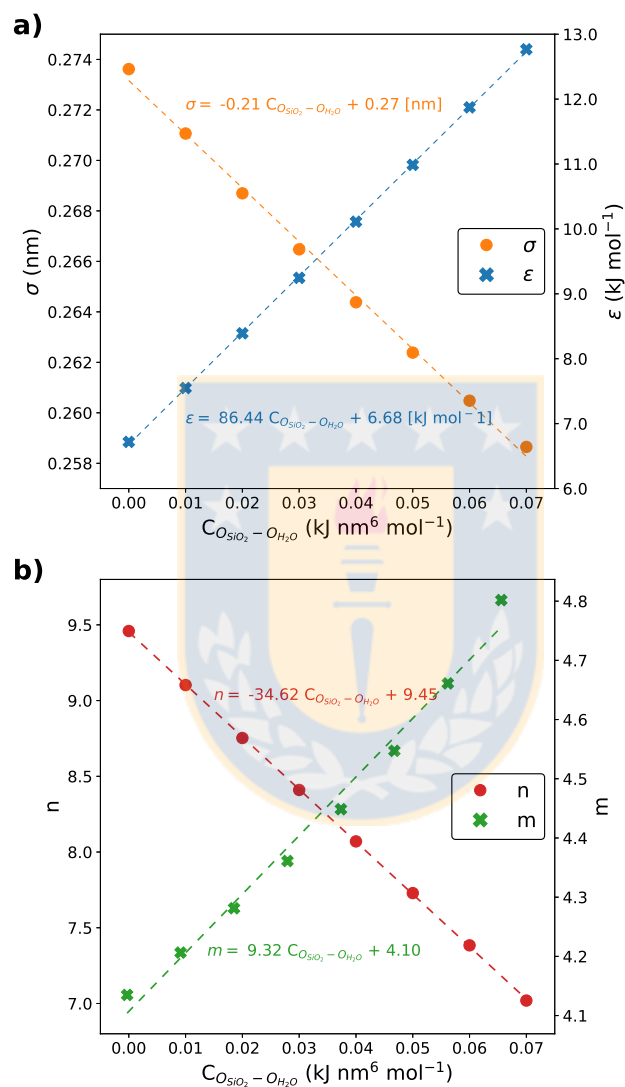 a)
0.274
0.272
0.270
0.268
0.266
0.264
0.262
0.260
0.258
σ (nm)
13.0
12.0
11.0
10.0
9.0
8.0
7.0
6.0
ε (kJ mol⁻¹)
σ = -0.21 C_{O_{SiO₂}−O_{H₂O}} + 0.27 [nm]
σ
ε
ε = 86.44 C_{O_{SiO₂}−O_{H₂O}} + 6.68 [kJ mol⁻1]
0.00 0.01 0.02 0.03 0.04 0.05 0.06 0.07
C_{O_{SiO₂}−O_{H₂O}} (kJ nm⁶ mol⁻¹)
b)
9.5
9.0
8.5
8.0
7.5
7.0
n
4.8
4.7
4.6
4.5
4.4
4.3
4.2
4.1
m
n = -34.62 C_{O_{SiO₂}−O_{H₂O}} + 9.45
n
m
m = 9.32 C_{O_{SiO₂}−O_{H₂O}} + 4.10
0.00 0.01 0.02 0.03 0.04 0.05 0.06 0.07
C_{O_{SiO₂}−O_{H₂O}} (kJ nm⁶ mol⁻¹)